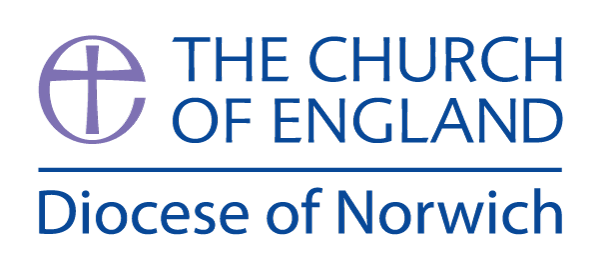 THE CHURCH
OF ENGLAND
Diocese of Norwich